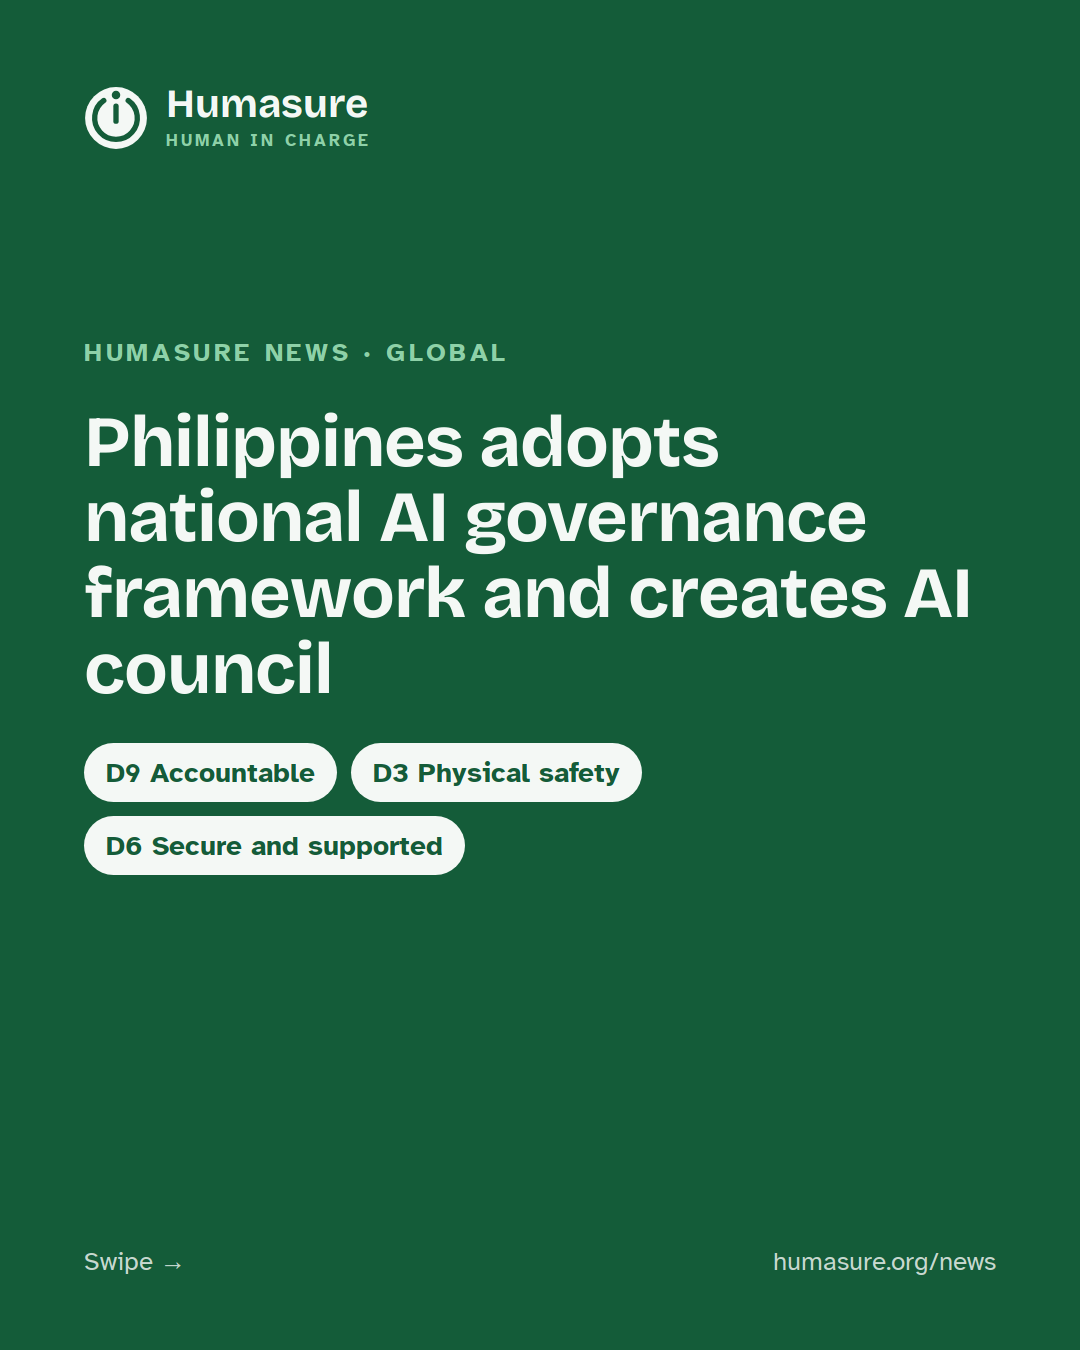 Humasure
HUMAN IN CHARGE
HUMASURE NEWS · GLOBAL
Philippines adopts
national AI governance
framework and creates AI
council
D9 Accountable
D3 Physical safety
D6 Secure and supported
Swipe →
humasure.org/news